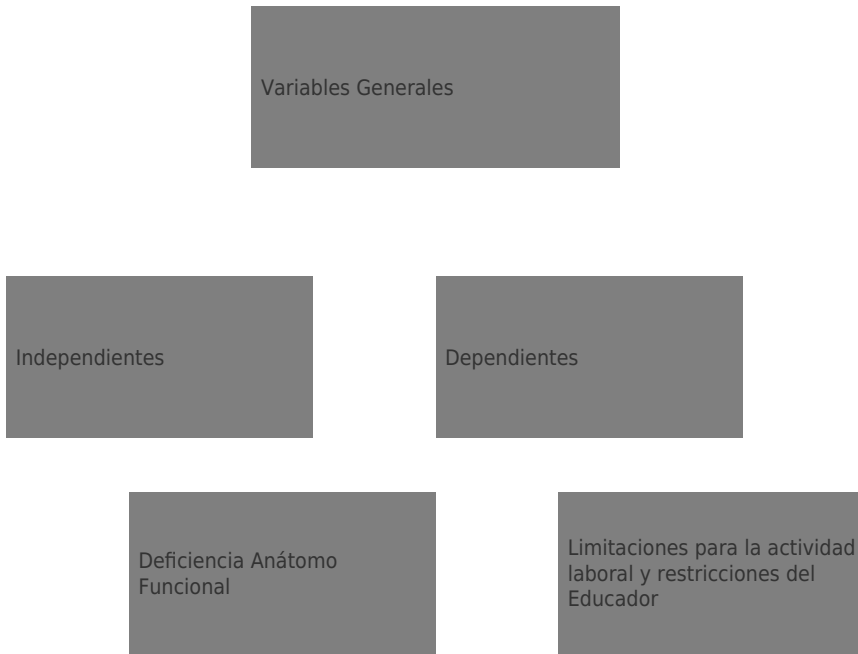 Variables Generales
Independientes
Dependientes
Deficiencia Anátomo
Funcional
Limitaciones para la actividad
laboral y restricciones del
Educador